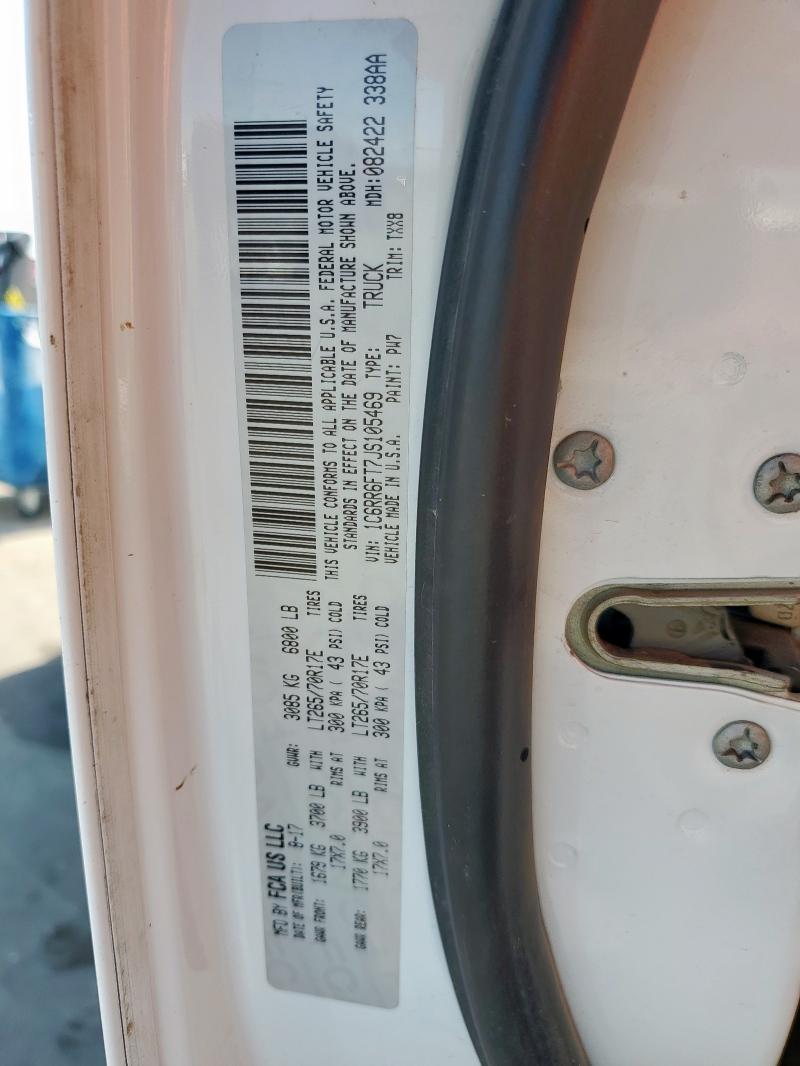 MFD BY FCA US LLC
DATE OF MFR(BUILT): 8-17 GVWR: 3085 KG 6800 LB
GAWR FRONT: 1679 KG 3700 LB WITH LT265/70R17E TIRES
17X7.0 RIMS AT 300 KPA ( 43 PSI) COLD
GAWR REAR: 1770 KG 3900 LB WITH LT265/70R17E TIRES
17X7.0 RIMS AT 300 KPA ( 43 PSI) COLD
THIS VEHICLE CONFORMS TO ALL APPLICABLE U.S.A. FEDERAL MOTOR VEHICLE SAFETY
STANDARDS IN EFFECT ON THE DATE OF MANUFACTURE SHOWN ABOVE.
VIN: 1C6RR6FT7JS105469 TYPE: TRUCK MDH:082422 338AA
VEHICLE MADE IN U.S.A. PAINT: PW7 TRIM: TXX8